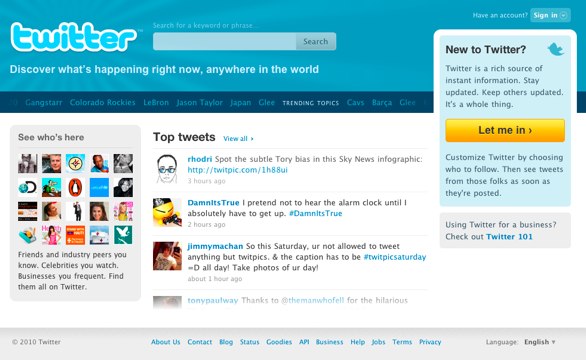 twitter
Search for a keyword or phrase...
Search
Have an account? Sign in
Discover what's happening right now, anywhere in the world
Gangstarr Colorado Rockies LeBron Jason Taylor Japan Glee TRENDING TOPICS Cavs Barça Glee
New to Twitter?
Twitter is a rich source of
instant information. Stay
updated. Keep others updated.
It's a whole thing.
Let me in ›
Customize Twitter by choosing
who to follow. Then see tweets
from those folks as soon as
they're posted.
Using Twitter for a business?
Check out Twitter 101
See who's here
Friends and industry peers you
know. Celebrities you watch.
Businesses you frequent. Find
them all on Twitter.
Top tweets View all ›
rhodri Spot the subtle Tory bias in this Sky News infographic:
http://twitpic.com/1h88ui
3 hours ago
DamnItsTrue I pretend not to hear the alarm clock until I
absolutely have to get up. #DamnItsTrue
2 hours ago
jimmymachan So this Saturday, ur not allowed to tweet
anything but twitpics. & the caption has to be #twitpicsaturday
=D all day! Take photos of ur day!
about 1 hour ago
tonypaulway Thanks to @themanwhofell for the hilarious
© 2010 Twitter
About Us Contact Blog Status Goodies API Business Help Jobs Terms Privacy
Language: English ▾